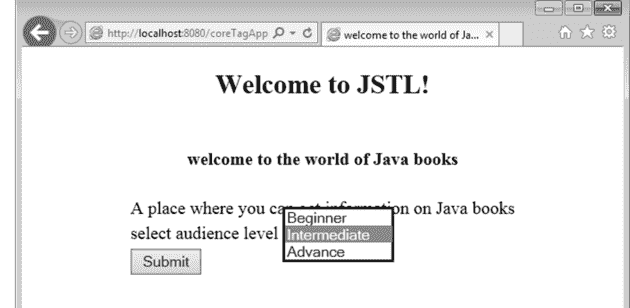 http://localhost:8080/coreTagApp
welcome to the world of Ja...
Welcome to JSTL!
welcome to the world of Java books
A place where you can get information on Java books
select audience level
Beginner
Intermediate
Advance
Submit